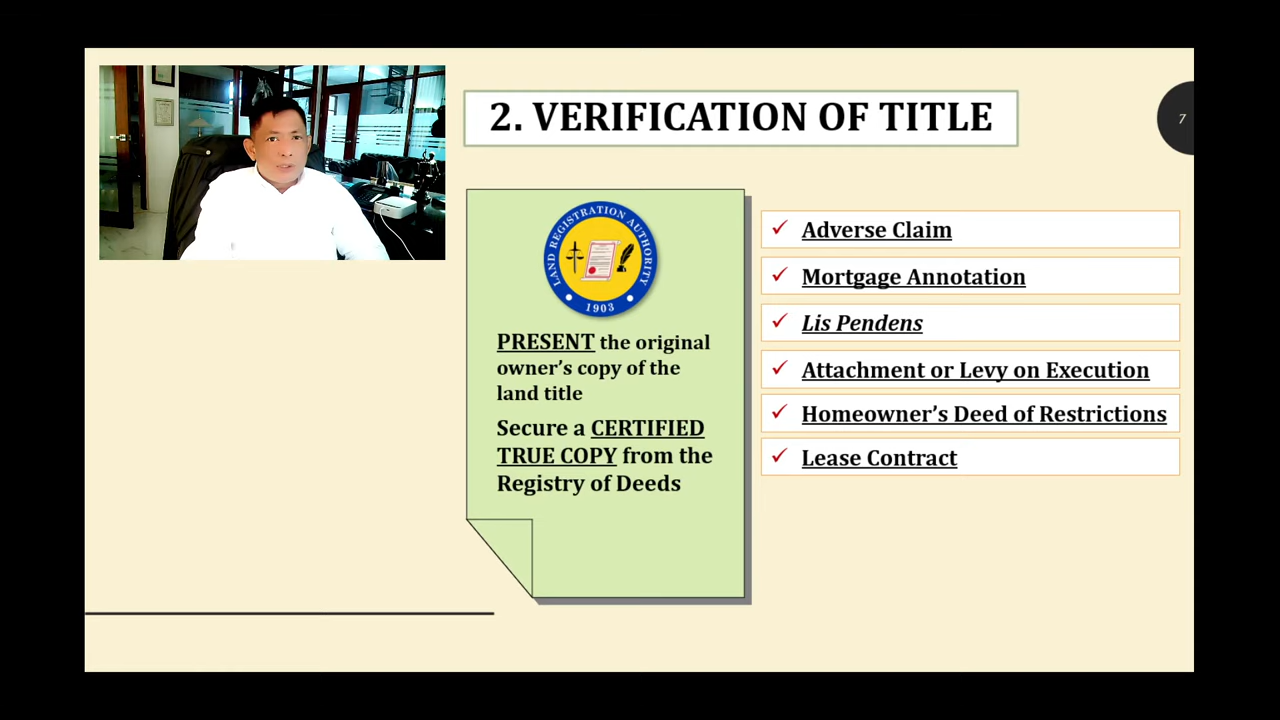 2. VERIFICATION OF TITLE
7
LAND REGISTRATION AUTHORITY
1903
PRESENT the original
owner's copy of the
land title
Secure a CERTIFIED
TRUE COPY from the
Registry of Deeds
✓ Adverse Claim
✓ Mortgage Annotation
✓ Lis Pendens
✓ Attachment or Levy on Execution
✓ Homeowner's Deed of Restrictions
✓ Lease Contract